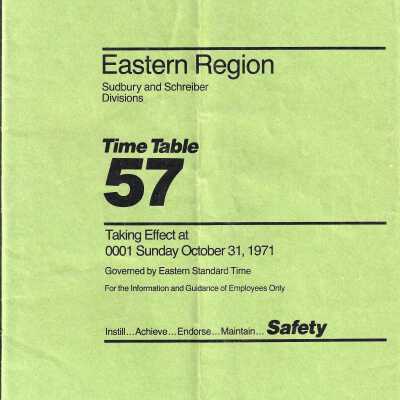 Eastern Region
Sudbury and Schreiber
Divisions
Time Table
57
Taking Effect at
0001 Sunday October 31, 1971
Governed by Eastern Standard Time
For the Information and Guidance of Employees Only
Instill...Achieve...Endorse...Maintain... Safety